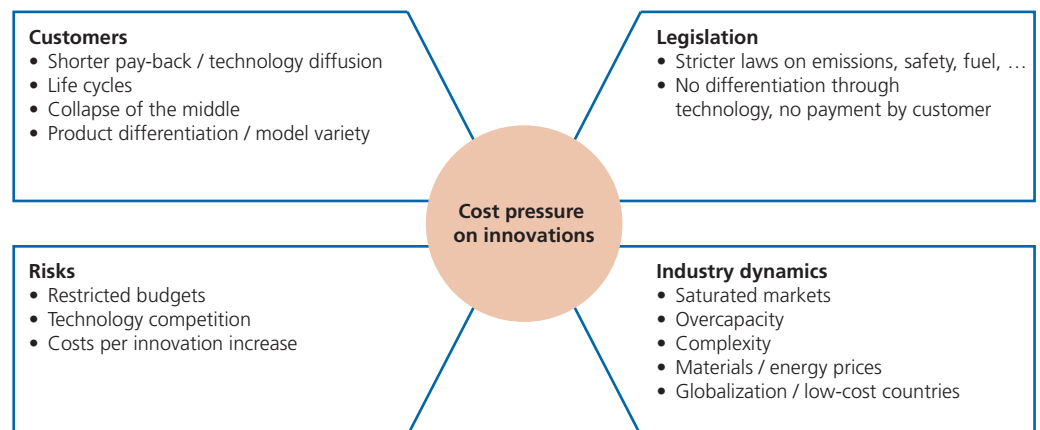 Customers
• Shorter pay-back / technology diffusion
• Life cycles
• Collapse of the middle
• Product differentiation / model variety
Legislation
• Stricter laws on emissions, safety, fuel, …
• No differentiation through
technology, no payment by customer
Cost pressure
on innovations
Risks
• Restricted budgets
• Technology competition
• Costs per innovation increase
Industry dynamics
• Saturated markets
• Overcapacity
• Complexity
• Materials / energy prices
• Globalization / low-cost countries